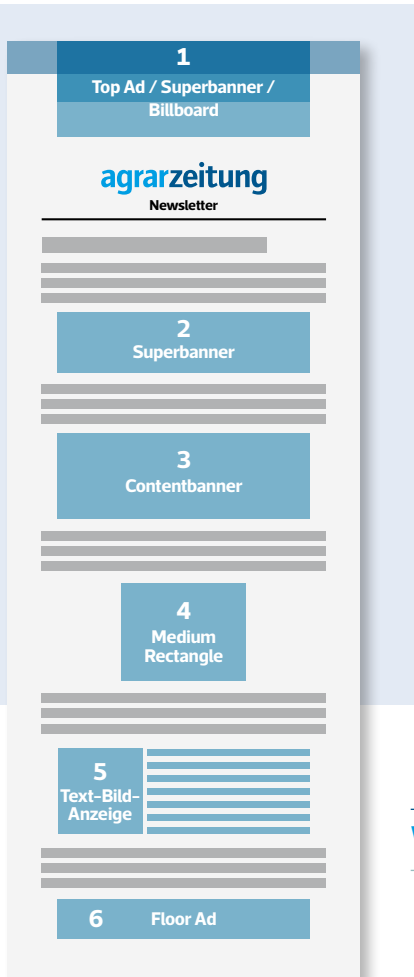 1
Top Ad / Superbanner /
Billboard
agrarzeitung
Newsletter
2
Superbanner
3
Contentbanner
4
Medium
Rectangle
5
Text-Bild-
Anzeige
6 Floor Ad